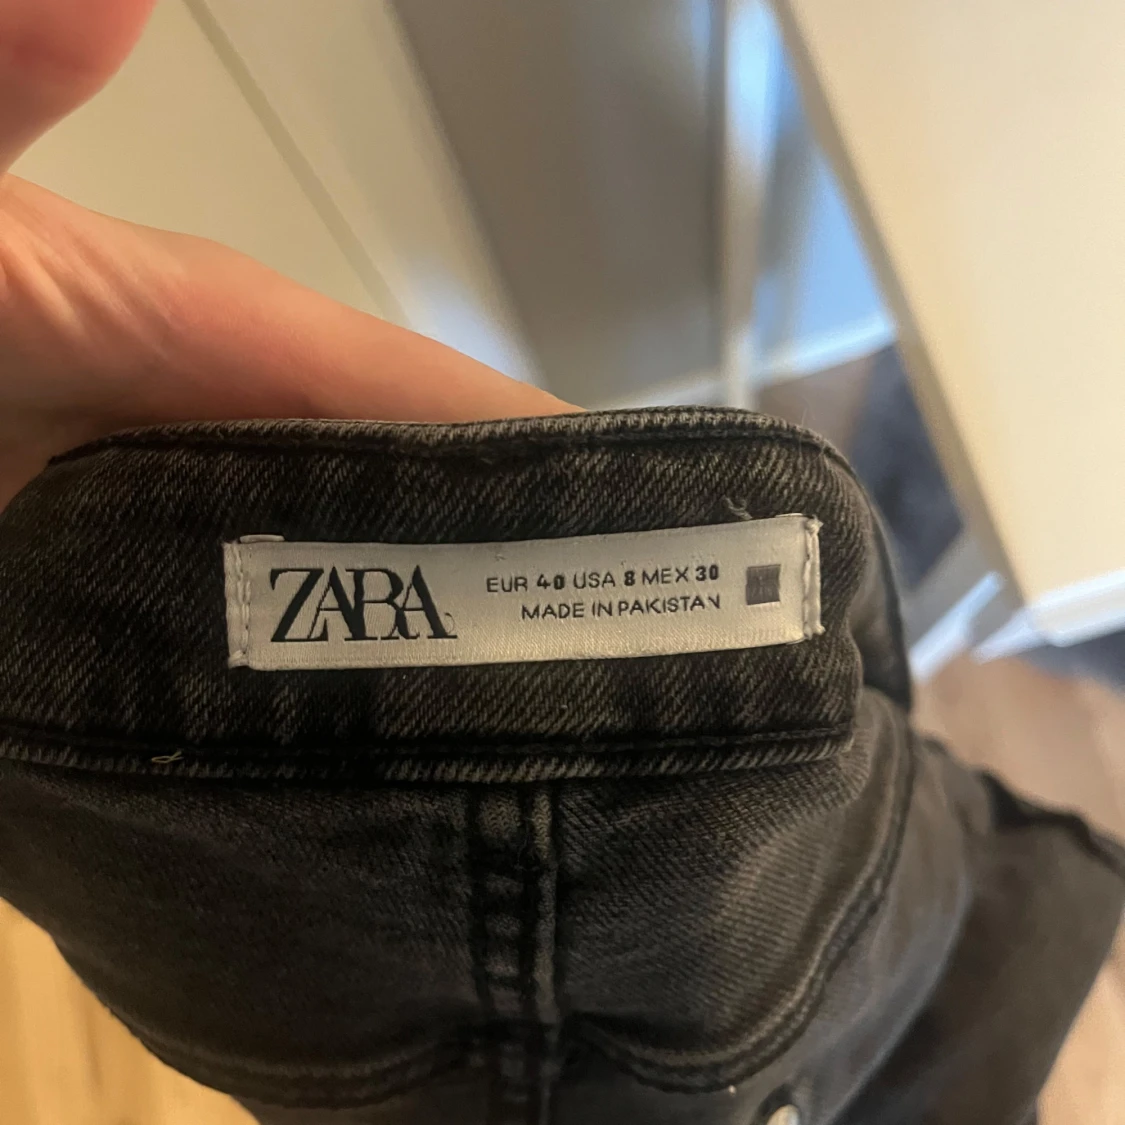 ZARA
EUR 40 USA 8 MEX 30
MADE IN PAKISTAN